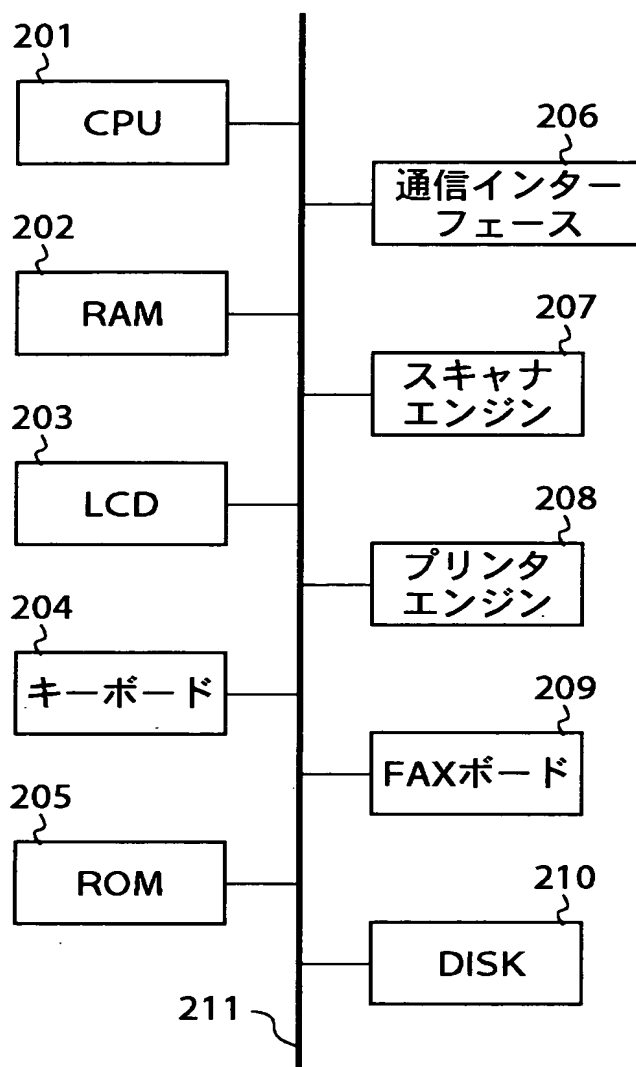 201
CPU
202
RAM
203
LCD
204
キーボード
205
ROM
206
通信インター
フェース
207
スキャナ
エンジン
208
プリンタ
エンジン
209
FAXボード
210
DISK
211